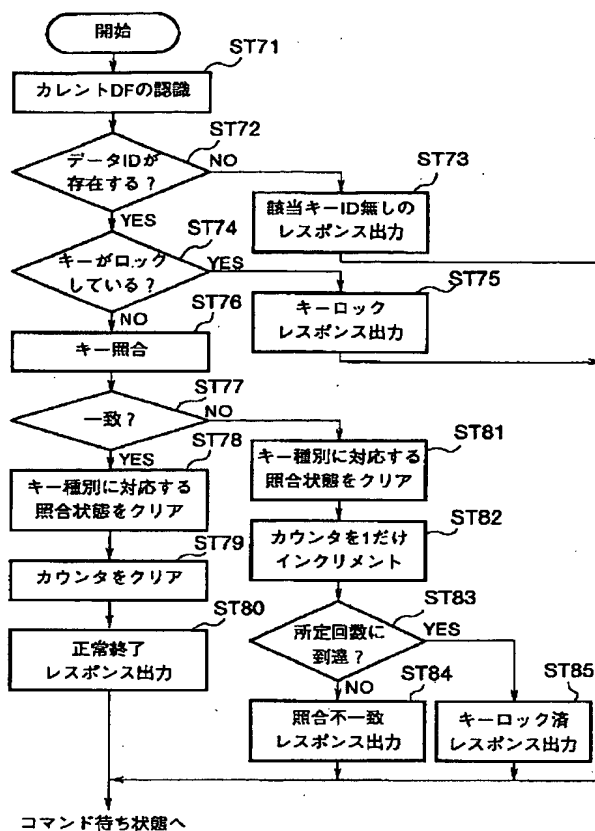 開始
ST71
カレントDFの認識
ST72
データIDが
存在する？
NO
ST73
該当キーID無しの
レスポンス出力
YES
ST74
キーがロック
している？
YES
ST75
キーロック
レスポンス出力
NO
ST76
キー照合
ST77
一致？
NO
YES
ST78
キー種別に対応する
照合状態をクリア
ST81
キー種別に対応する
照合状態をクリア
ST79
カウンタをクリア
ST82
カウンタを1だけ
インクリメント
ST80
正常終了
レスポンス出力
ST83
所定回数に
到達？
YES
NO
ST84
照合不一致
レスポンス出力
ST85
キーロック済
レスポンス出力
コマンド待ち状態へ